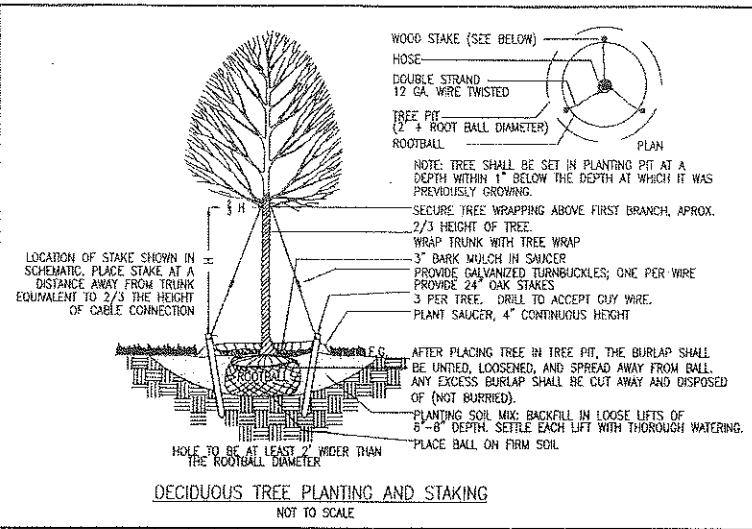 WOOD STAKE (SEE BELOW)
HOSE
DOUBLE STRAND
12 GA. WIRE TWISTED
TREE PIT
(2' + ROOT BALL DIAMETER)
ROOTBALL
PLAN
NOTE: TREE SHALL BE SET IN PLANTING PIT AT A
DEPTH WITHIN 1" BELOW THE DEPTH AT WHICH IT WAS
PREVIOUSLY GROWING.
SECURE TREE WRAPPING ABOVE FIRST BRANCH, APROX.
2/3 HEIGHT OF TREE.
WRAP TRUNK WITH TREE WRAP
3" BARK MULCH IN SAUCER
PROVIDE GALVANIZED TURNBUCKLES; ONE PER WIRE
PROVIDE 24" OAK STAKES
3 PER TREE. DRILL TO ACCEPT GUY WIRE.
PLANT SAUCER, 4" CONTINUOUS HEIGHT
2/3 H
H
LOCATION OF STAKE SHOWN IN
SCHEMATIC. PLACE STAKE AT A
DISTANCE AWAY FROM TRUNK
EQUIVALENT TO 2/3 THE HEIGHT
OF CABLE CONNECTION
F.G.
ROOTBALL
AFTER PLACING TREE IN TREE PIT, THE BURLAP SHALL
BE UNTIED, LOOSENED, AND SPREAD AWAY FROM BALL.
ANY EXCESS BURLAP SHALL BE CUT AWAY AND DISPOSED
OF (NOT BURRIED).
PLANTING SOIL MIX: BACKFILL IN LOOSE LIFTS OF
6"-8" DEPTH. SETTLE EACH LIFT WITH THOROUGH WATERING.
PLACE BALL ON FIRM SOIL
HOLE TO BE AT LEAST 2' WIDER THAN
THE ROOTBALL DIAMETER
DECIDUOUS TREE PLANTING AND STAKING
NOT TO SCALE